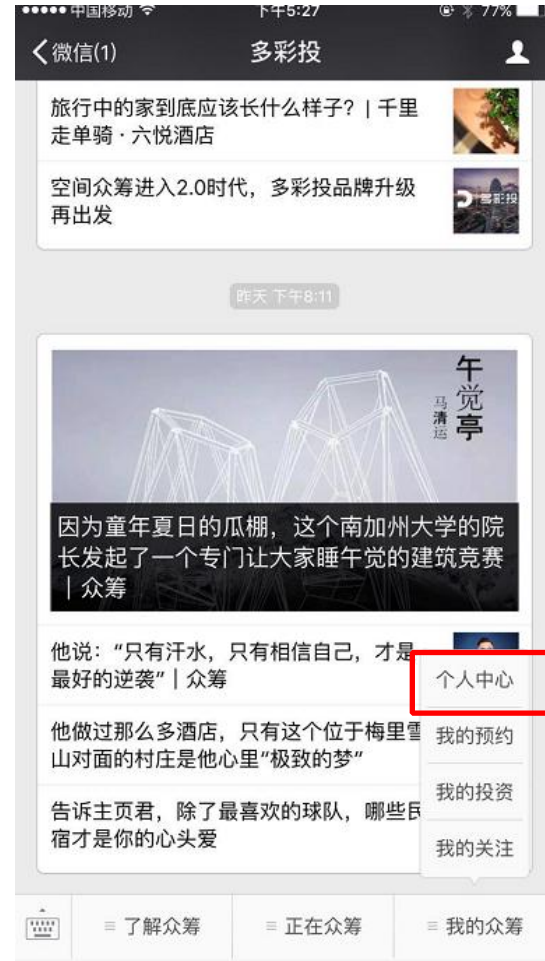 中国移动 下午5:27 77%
微信(1) 多彩投
旅行中的家到底应该长什么样子？| 千里
走单骑 · 六悦酒店
空间众筹进入2.0时代，多彩投品牌升级
再出发
多彩投
昨天 下午8:11
午觉亭
马清运
因为童年夏日的瓜棚，这个南加州大学的院
长发起了一个专门让大家睡午觉的建筑竞赛
| 众筹
他说：“只有汗水，只有相信自己，才是
最好的逆袭”| 众筹
他做过那么多酒店，只有这个位于梅里雪
山对面的村庄是他心里"极致的梦”
告诉主页君，除了最喜欢的球队，哪些民
宿才是你的心头爱
个人中心
我的预约
我的投资
我的关注
了解众筹 正在众筹 我的众筹